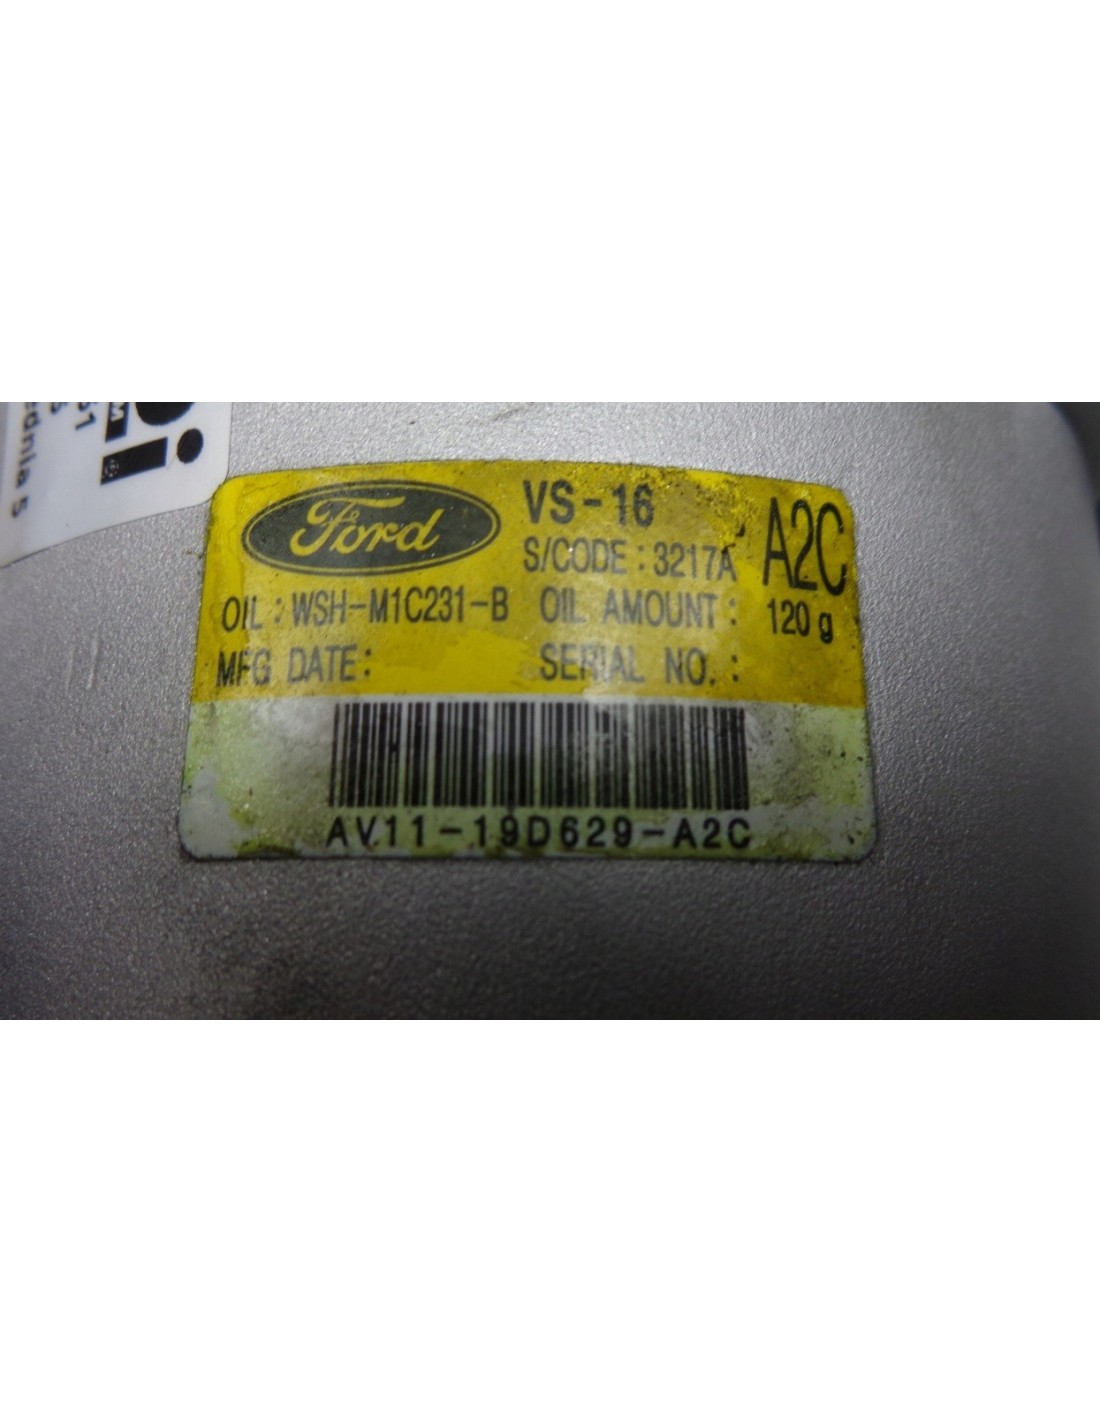 Ford
VS-16
A2C
S/CODE : 3217A
OIL : WSH-M1C231-B OIL AMOUNT : 120 g
MFG DATE : SERIAL NO. :
AV11-19D629-A2C